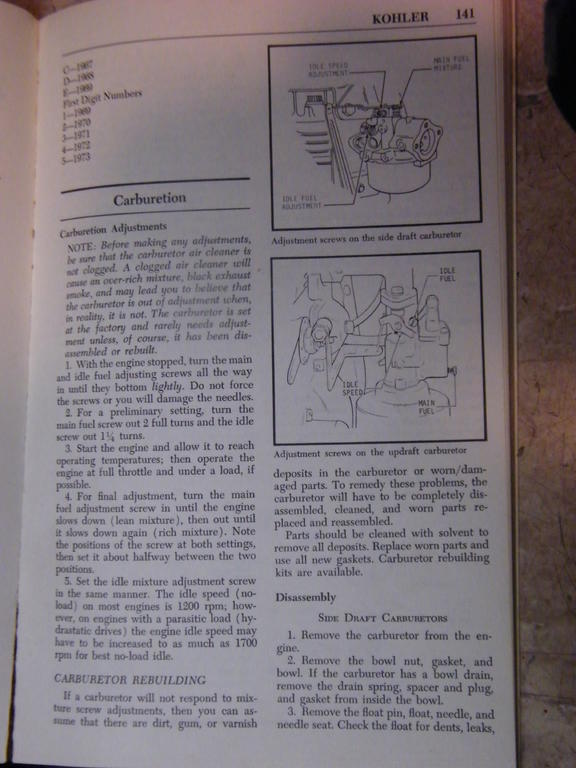 KOHLER 141
C—1967
D—1968
E—1969
First Digit Numbers
1—1969
2—1970
3—1971
4—1972
5—1973
Carburetion
Carburetion Adjustments
NOTE: Before making any adjustments,
be sure that the carburetor air cleaner is
not clogged. A clogged air cleaner will
cause an over-rich mixture, black exhaust
smoke, and may lead you to believe that
the carburetor is out of adjustment when,
in reality, it is not. The carburetor is set
at the factory and rarely needs adjust-
ment unless, of course, it has been dis-
assembled or rebuilt.
1. With the engine stopped, turn the main
and idle fuel adjusting screws all the way
in until they bottom lightly. Do not force
the screws or you will damage the needles.
2. For a preliminary setting, turn the
main fuel screw out 2 full turns and the idle
screw out 1¼ turns.
3. Start the engine and allow it to reach
operating temperatures; then operate the
engine at full throttle and under a load, if
possible.
4. For final adjustment, turn the main
fuel adjustment screw in until the engine
slows down (lean mixture), then out until
it slows down again (rich mixture). Note
the positions of the screw at both settings,
then set it about halfway between the two
positions.
5. Set the idle mixture adjustment screw
in the same manner. The idle speed (no-
load) on most engines is 1200 rpm; how-
ever, on engines with a parasitic load (hy-
drastatic drives) the engine idle speed may
have to be increased to as much as 1700
rpm for best no-load idle.
CARBURETOR REBUILDING
If a carburetor will not respond to mix-
ture screw adjustments, then you can as-
sume that there are dirt, gum, or varnish
IDLE SPEED
ADJUSTMENT
MAIN FUEL
MIXTURE
IDLE FUEL
ADJUSTMENT
Adjustment screws on the side draft carburetor
IDLE
FUEL
IDLE
SPEED
MAIN
FUEL
Adjustment screws on the updraft carburetor
deposits in the carburetor or worn/dam-
aged parts. To remedy these problems, the
carburetor will have to be completely dis-
assembled, cleaned, and worn parts re-
placed and reassembled.
Parts should be cleaned with solvent to
remove all deposits. Replace worn parts and
use all new gaskets. Carburetor rebuilding
kits are available.
Disassembly
SIDE DRAFT CARBURETORS
1. Remove the carburetor from the en-
gine.
2. Remove the bowl nut, gasket, and
bowl. If the carburetor has a bowl drain,
remove the drain spring, spacer and plug,
and gasket from inside the bowl.
3. Remove the float pin, float, needle, and
needle seat. Check the float for dents, leaks,